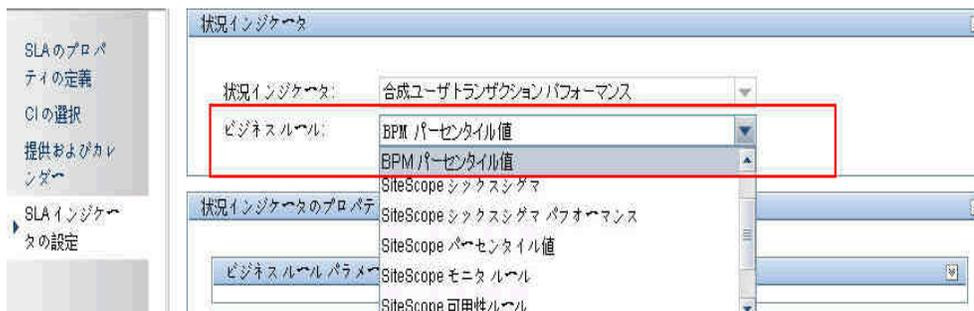 SLA のプロパ
ティの定義
CI の選択
提供およびカレ
ンダー
SLA インジケー
タの設定
状況インジケータ
状況インジケータ: 合成ユーザトランザクション パフォーマンス
ビジネス ルール: BPM パーセンタイル値
BPM パーセンタイル値
SiteScope シックスシグマ
SiteScope シックスシグマ パフォーマンス
SiteScope パーセンタイル値
SiteScope モニタ ルール
SiteScope 可用性ルール
状況インジケータのプロパテ
ビジネス ルール パラメー